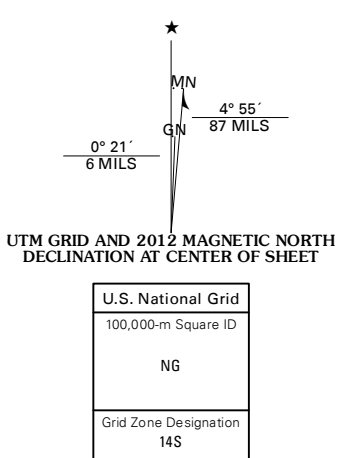 MN
4° 55´
87 MILS
GN
0° 21´
6 MILS
UTM GRID AND 2012 MAGNETIC NORTH
DECLINATION AT CENTER OF SHEET
U.S. National Grid
100,000-m Square ID
NG
Grid Zone Designation
14S